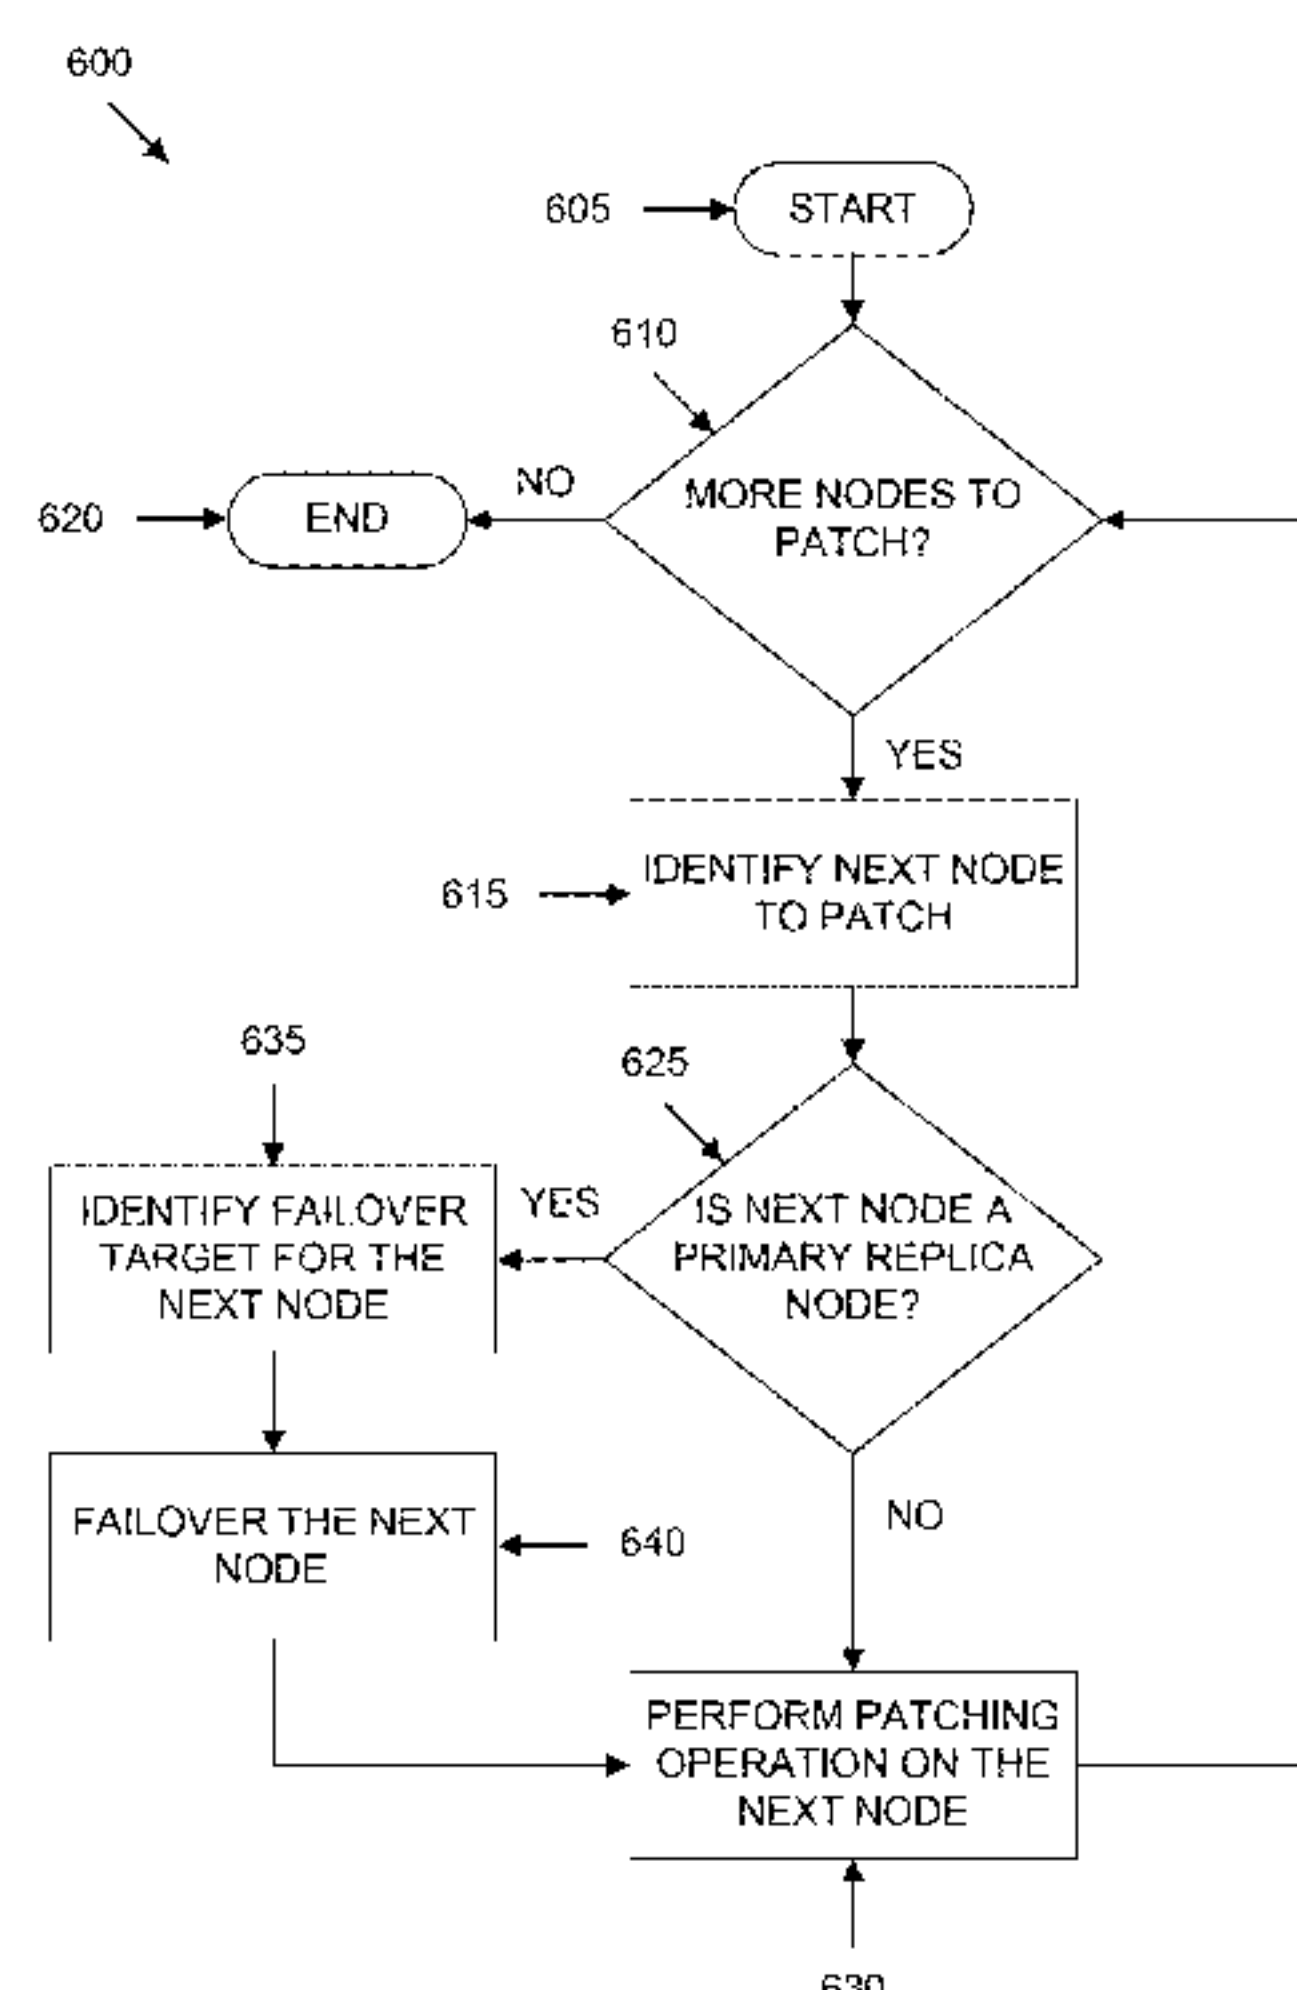 600
605
START
610
NO
MORE NODES TO
PATCH?
620
END
YES
615
IDENTIFY NEXT NODE
TO PATCH
635
625
IDENTIFY FAILOVER
TARGET FOR THE
NEXT NODE
YES
IS NEXT NODE A
PRIMARY REPLICA
NODE?
FAILOVER THE NEXT
NODE
640
NO
PERFORM PATCHING
OPERATION ON THE
NEXT NODE
630